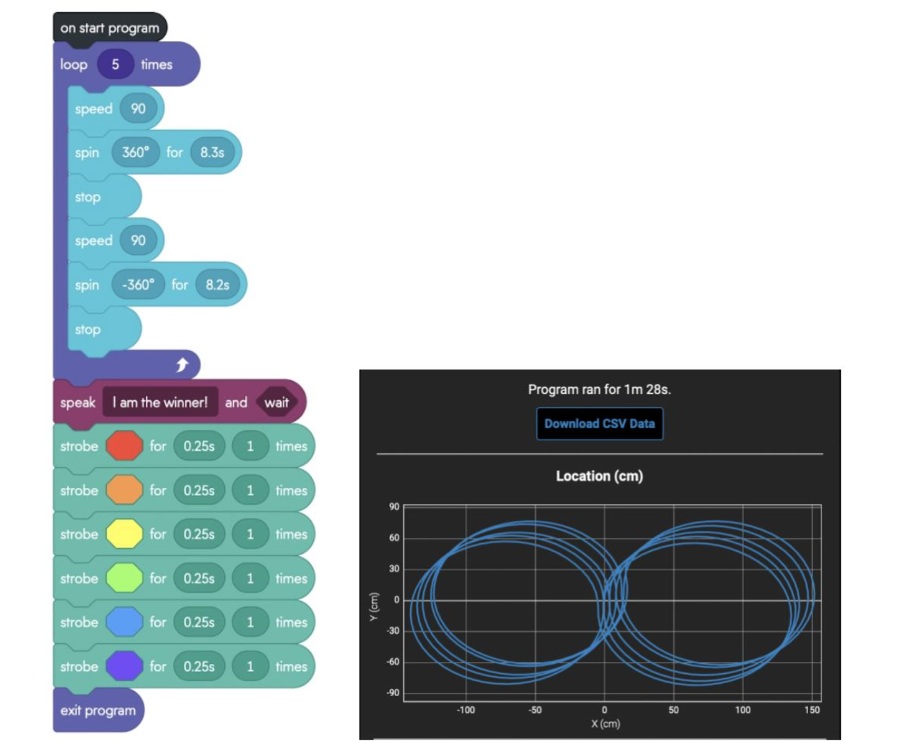 on start program
loop 5 times
speed 90
spin 360° for 8.3s
stop
speed 90
spin -360° for 8.2s
stop
speak I am the winner! and wait
strobe for 0.25s 1 times
strobe for 0.25s 1 times
strobe for 0.25s 1 times
strobe for 0.25s 1 times
strobe for 0.25s 1 times
strobe for 0.25s 1 times
exit program
Program ran for 1m 28s.
Download CSV Data
Location (cm)
90
60
30
0
-30
-60
-90
Y (cm)
-100 -50 0 50 100 150
X (cm)